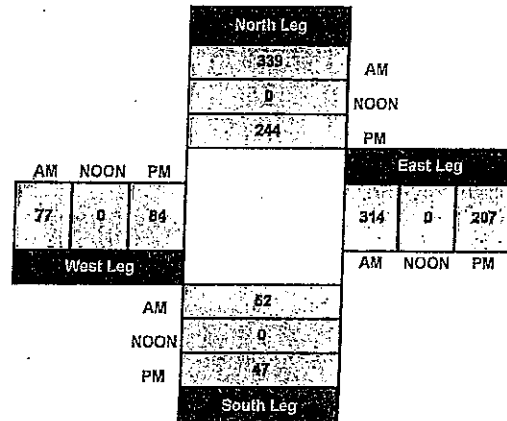 North Leg
339 AM
0 NOON
244 PM
AM NOON PM
East Leg
77 0 84
314 0 207
West Leg
AM NOON PM
AM 52
NOON 0
PM 47
South Leg